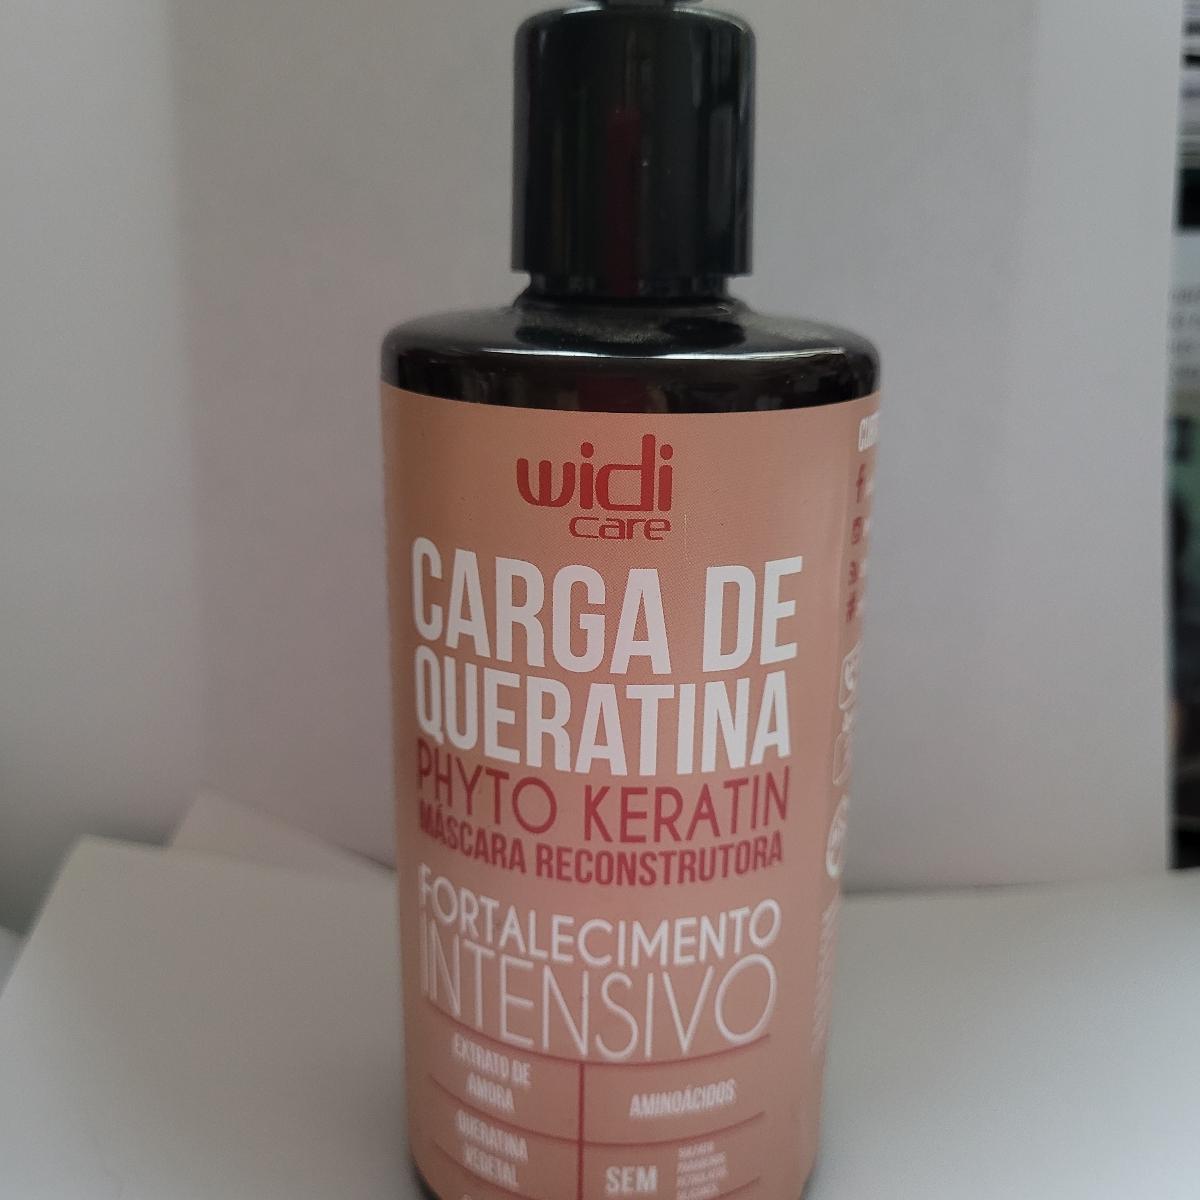 widi
care
CARGA DE
QUERATINA
PHYTO KERATIN
MÁSCARA RECONSTRUTORA
FORTALECIMENTO
INTENSIVO
EXTRATO DE
AMORA
AMINOÁCIDOS
QUERATINA
VEGETAL
SEM